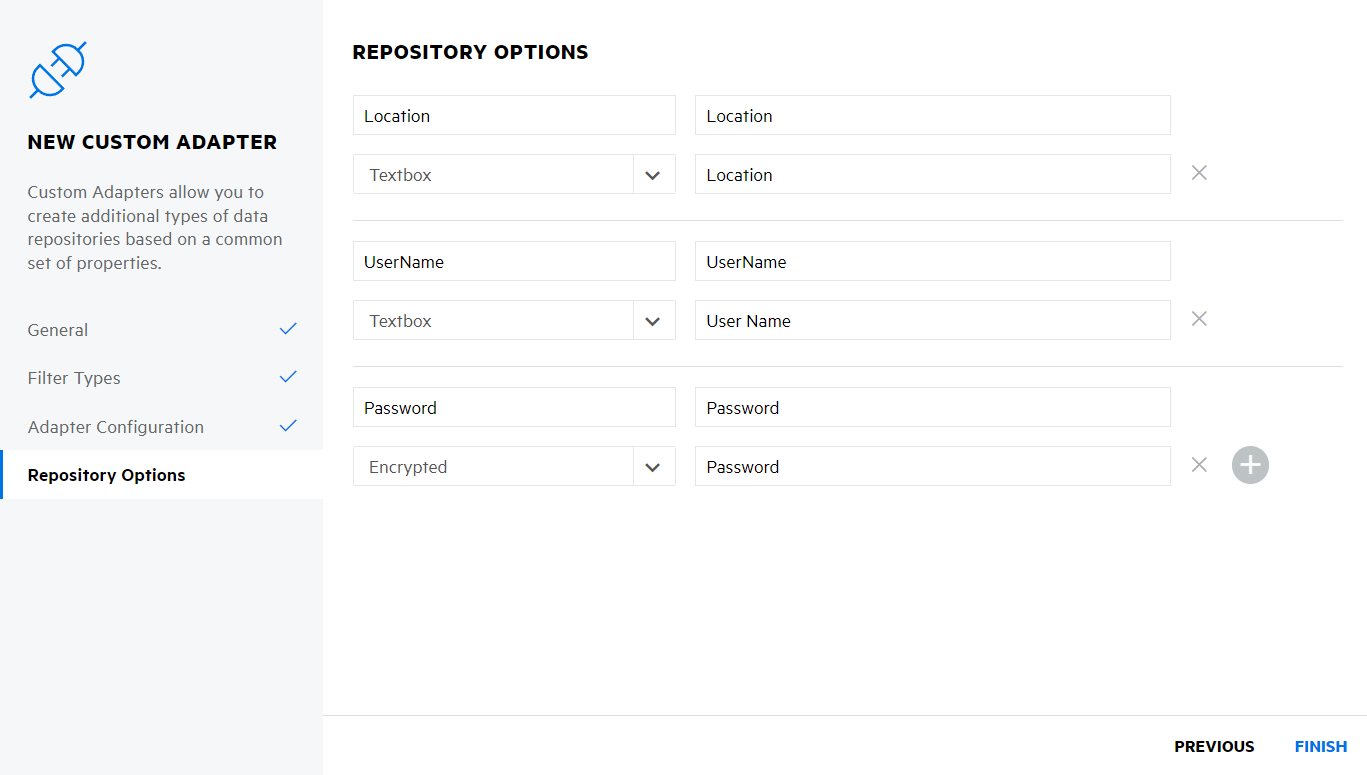 NEW CUSTOM ADAPTER
Custom Adapters allow you to
create additional types of data
repositories based on a common
set of properties.
General
Filter Types
Adapter Configuration
Repository Options
REPOSITORY OPTIONS
Location
Location
Textbox
Location
UserName
UserName
Textbox
User Name
Password
Password
Encrypted
Password
PREVIOUS
FINISH